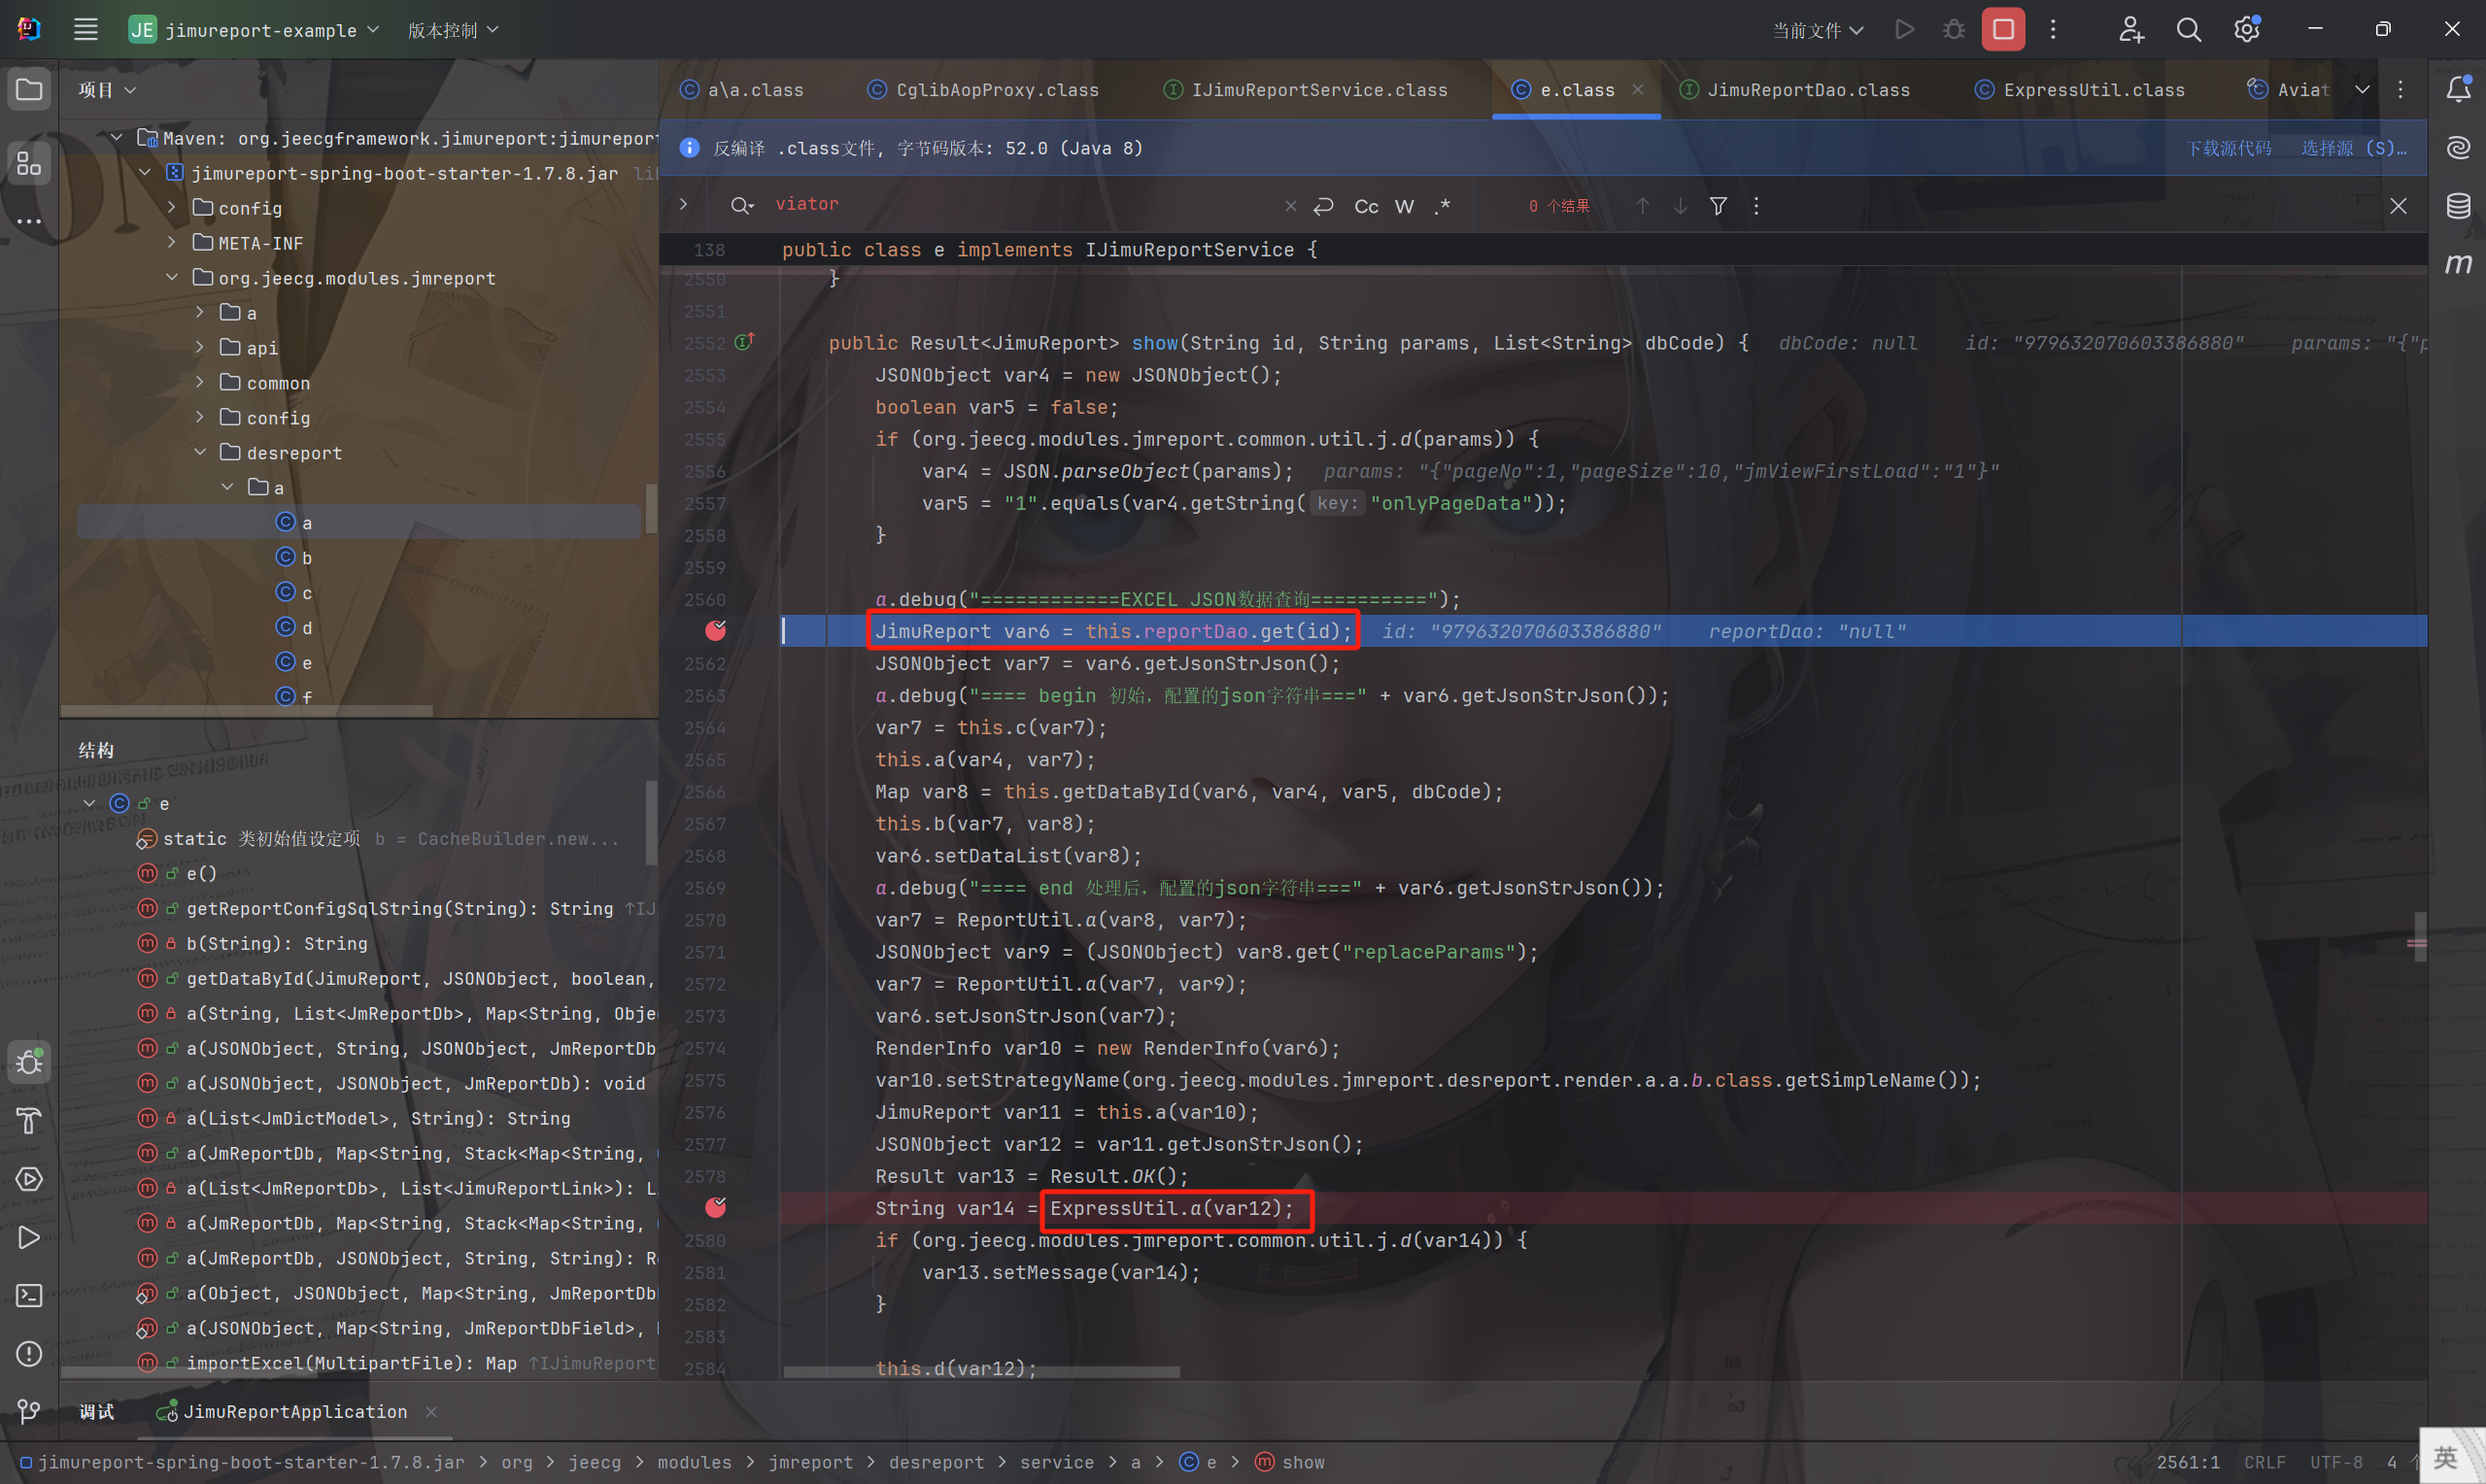 JE jimureport-example 版本控制 当前文件
项目
a\a.class CglibAopProxy.class IJimuReportService.class e.class JimuReportDao.class ExpressUtil.class Aviat
Maven: org.jeecgframework.jimureport:jimureport
jimureport-spring-boot-starter-1.7.8.jar
config
META-INF
org.jeecg.modules.jmreport
a
api
common
config
desreport
a
a
b
c
d
e
f
反编译 .class文件, 字节码版本: 52.0 (Java 8) 下载源代码 选择源 (S)…
viator Cc W .* 0 个结果
138 public class e implements IJimuReportService {
2550 }
2551
2552 public Result<JimuReport> show(String id, String params, List<String> dbCode) { dbCode: null id: "979632070603386880" params: "{"p
2553 JSONObject var4 = new JSONObject();
2554 boolean var5 = false;
2555 if (org.jeecg.modules.jmreport.common.util.j.d(params)) {
2556 var4 = JSON.parseObject(params); params: "{"pageNo":1,"pageSize":10,"jmViewFirstLoad":"1"}"
2557 var5 = "1".equals(var4.getString( key: "onlyPageData"));
2558 }
2559
2560 a.debug("============EXCEL JSON数据查询==========");
JimuReport var6 = this.reportDao.get(id); id: "979632070603386880" reportDao: "null"
2562 JSONObject var7 = var6.getJsonStrJson();
2563 a.debug("==== begin 初始，配置的json字符串===" + var6.getJsonStrJson());
2564 var7 = this.c(var7);
2565 this.a(var4, var7);
2566 Map var8 = this.getDataById(var6, var4, var5, dbCode);
2567 this.b(var7, var8);
2568 var6.setDataList(var8);
2569 a.debug("==== end 处理后，配置的json字符串===" + var6.getJsonStrJson());
2570 var7 = ReportUtil.a(var8, var7);
2571 JSONObject var9 = (JSONObject) var8.get("replaceParams");
2572 var7 = ReportUtil.a(var7, var9);
2573 var6.setJsonStrJson(var7);
2574 RenderInfo var10 = new RenderInfo(var6);
2575 var10.setStrategyName(org.jeecg.modules.jmreport.desreport.render.a.a.b.class.getSimpleName());
2576 JimuReport var11 = this.a(var10);
2577 JSONObject var12 = var11.getJsonStrJson();
2578 Result var13 = Result.OK();
String var14 = ExpressUtil.a(var12);
2580 if (org.jeecg.modules.jmreport.common.util.j.d(var14)) {
2581 var13.setMessage(var14);
2582 }
2583
2584 this.d(var12);
结构
e
static 类初始值设定项 b = CacheBuilder.new...
e()
getReportConfigSqlString(String): String ↑IJ
b(String): String
getDataById(JimuReport, JSONObject, boolean,
a(String, List<JmReportDb>, Map<String, Obje
a(JSONObject, String, JSONObject, JmReportDb
a(JSONObject, JSONObject, JmReportDb): void
a(List<JmDictModel>, String): String
a(JmReportDb, Map<String, Stack<Map<String,
a(List<JmReportDb>, List<JimuReportLink>): L
a(JmReportDb, Map<String, Stack<Map<String,
a(JmReportDb, JSONObject, String, String): R
a(Object, JSONObject, Map<String, JmReportDb
a(JSONObject, Map<String, JmReportDbField>,
importExcel(MultipartFile): Map ↑IJimuReport
调试 JimuReportApplication
jimureport-spring-boot-starter-1.7.8.jar > org > jeecg > modules > jmreport > desreport > service > a > e > show 2561:1 CRLF UTF-8 4 英